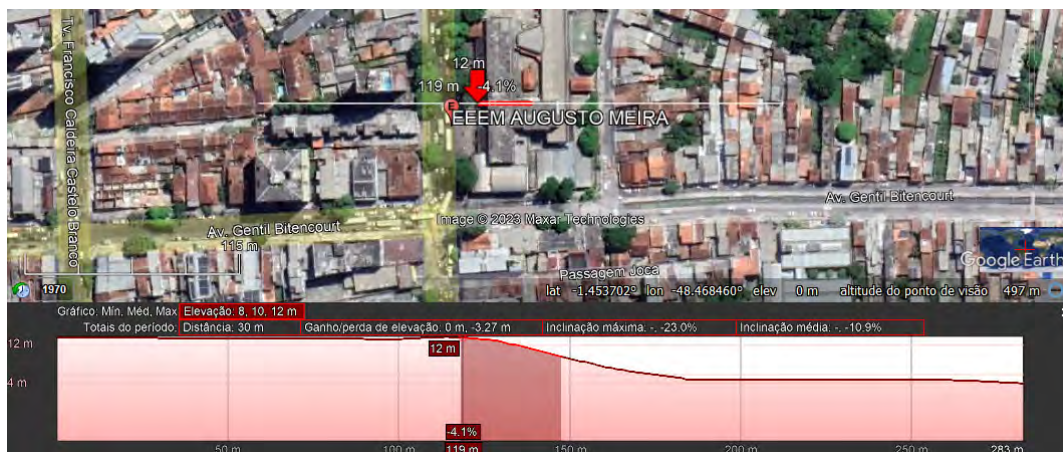 Tv. Francisco Caldeira Castelo Branco
12 m
119 m -4.1%
E
EEEM AUGUSTO MEIRA
Av. Gentil Bitencourt
Av. Gentil Bitencourt
Image © 2023 Maxar Technologies
115 m
Passagem Joca
Google Earth
1970
lat -1.453702° lon -48.468460° elev 0 m altitude do ponto de visão 497 m
Gráfico: Mín, Méd, Max Elevação: 8, 10, 12 m
Totais do período: Distância: 30 m Ganho/perda de elevação: 0 m, -3.27 m Inclinação máxima: -, -23.0% Inclinação média: -, -10.9%
12 m
12 m
4 m
-4.1%
50 m 100 m 119 m 150 m 200 m 250 m 283 m